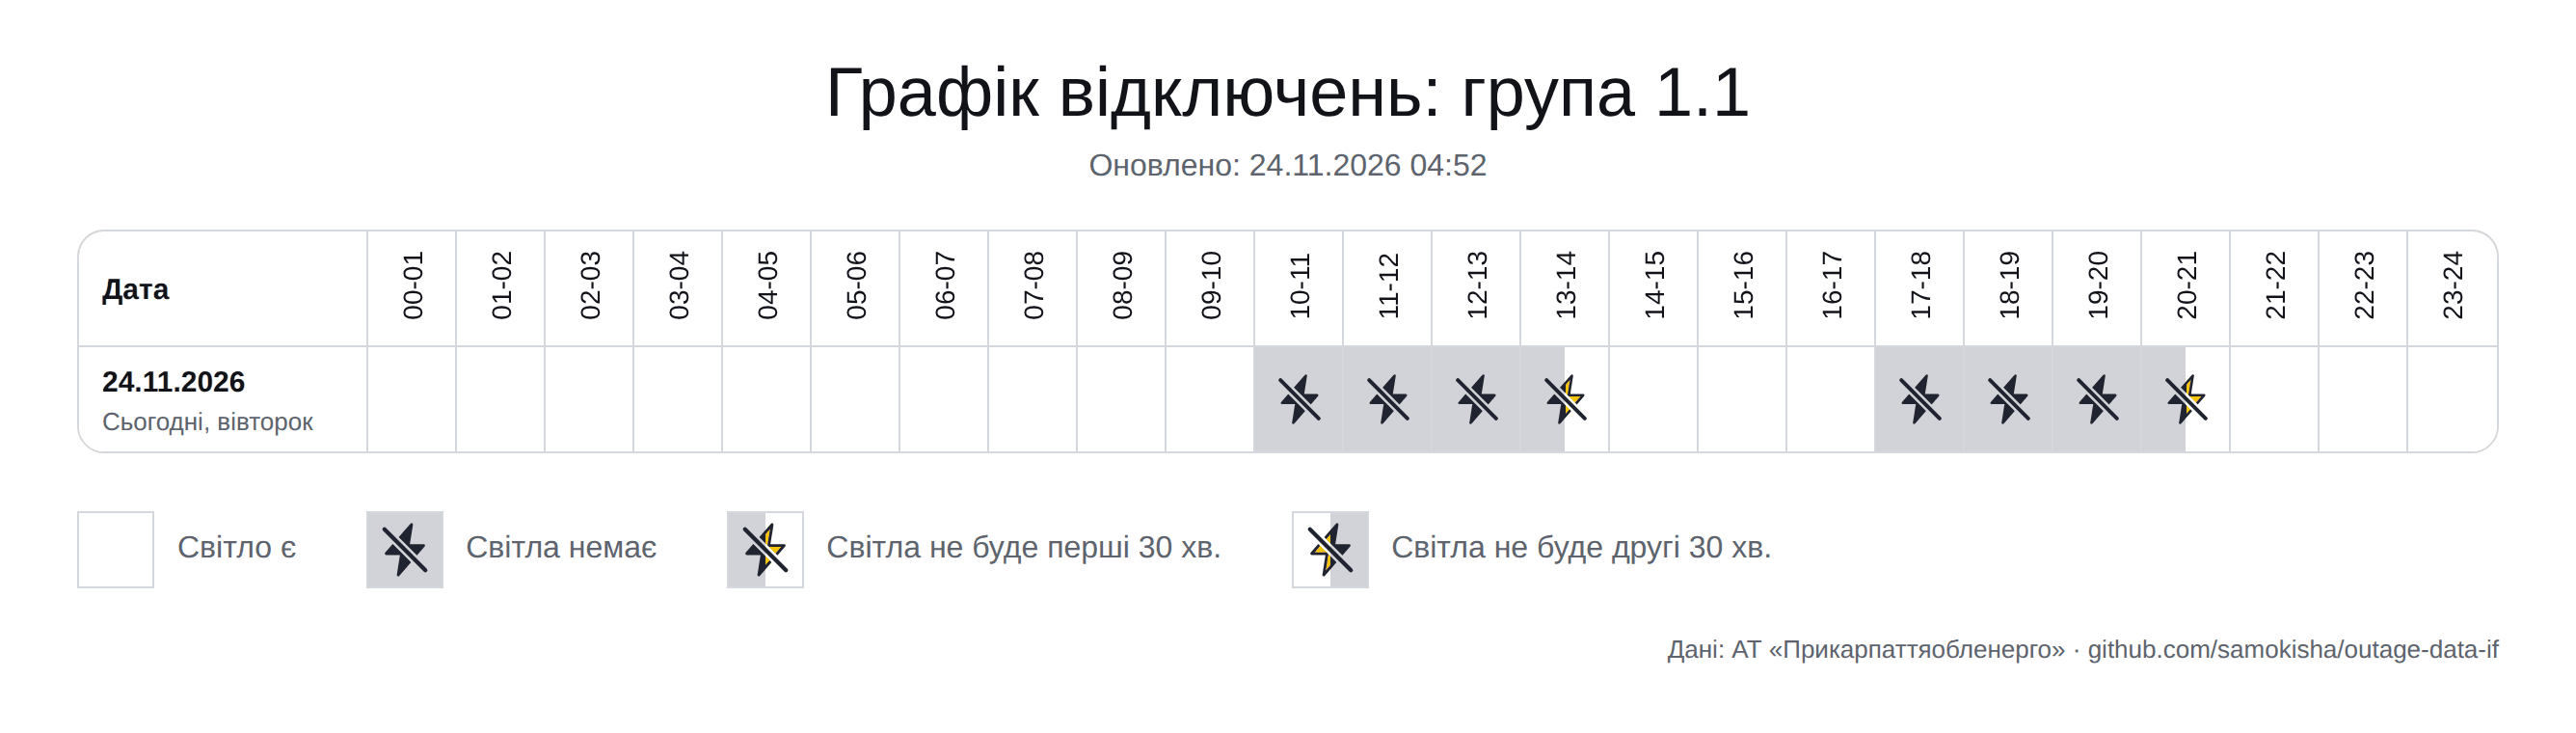 Графік відключень: група 1.1
Оновлено: 24.11.2026 04:52
Дата 00-01 01-02 02-03 03-04 04-05 05-06 06-07 07-08 08-09 09-10 10-11 11-12 12-13 13-14 14-15 15-16 16-17 17-18 18-19 19-20 20-21 21-22 22-23 23-24
24.11.2026
Сьогодні, вівторок
Світло є Світла немає Світла не буде перші 30 хв. Світла не буде другі 30 хв.
Дані: АТ «Прикарпаттяобленерго» · github.com/samokisha/outage-data-if